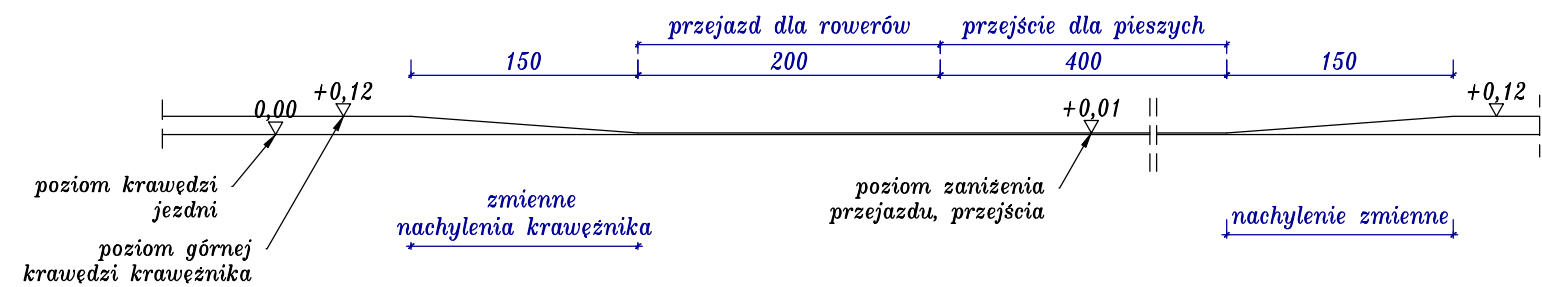 przejazd dla rowerów przejście dla pieszych
150 200 400 150
+0,12 +0,12
0,00 +0,01
poziom krawędzi
jezdni
poziom górnej
krawędzi krawężnika
zmienne
nachylenia krawężnika
poziom zaniżenia
przejazdu, przejścia
nachylenie zmienne